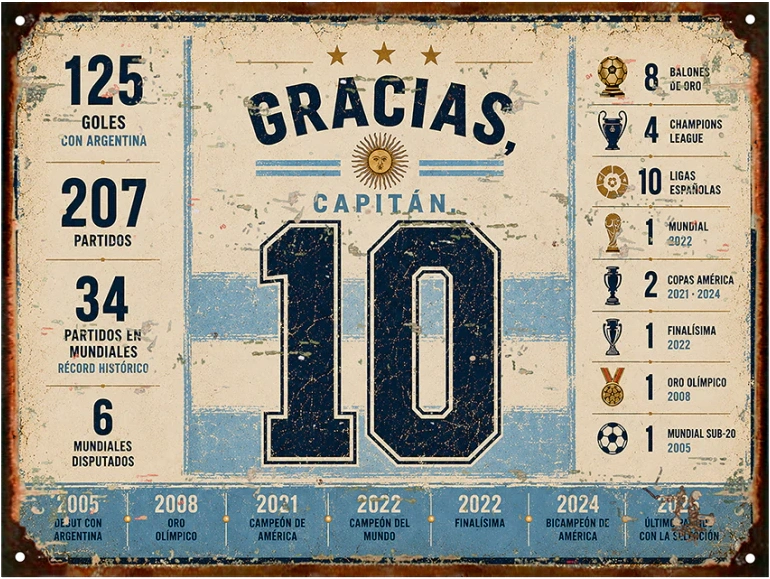 125
GOLES
CON ARGENTINA
207
PARTIDOS
34
PARTIDOS EN
MUNDIALES
RÉCORD HISTÓRICO
6
MUNDIALES
DISPUTADOS
GRACIAS,
CAPITÁN.
10
8 BALONES
DE ORO
4 CHAMPIONS
LEAGUE
10 LIGAS
ESPAÑOLAS
1 MUNDIAL
2022
2 COPAS AMÉRICA
2021 · 2024
1 FINALÍSIMA
2022
1 ORO OLÍMPICO
2008
1 MUNDIAL SUB-20
2005
2005
DEBUT CON
ARGENTINA
2008
ORO
OLÍMPICO
2021
CAMPEÓN DE
AMÉRICA
2022
CAMPEÓN DEL
MUNDO
2022
FINALÍSIMA
2024
BICAMPEÓN DE
AMÉRICA
ÚLTIMO
CON LA SELECCIÓN